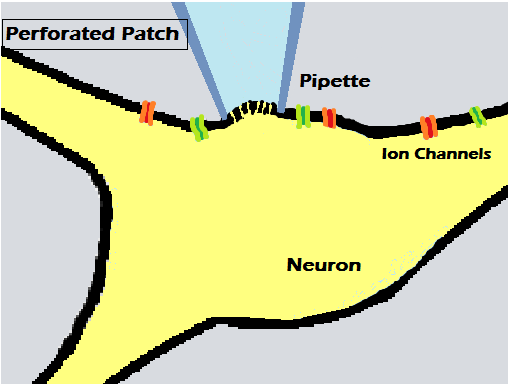 Perforated Patch
Pipette
Ion Channels
Neuron